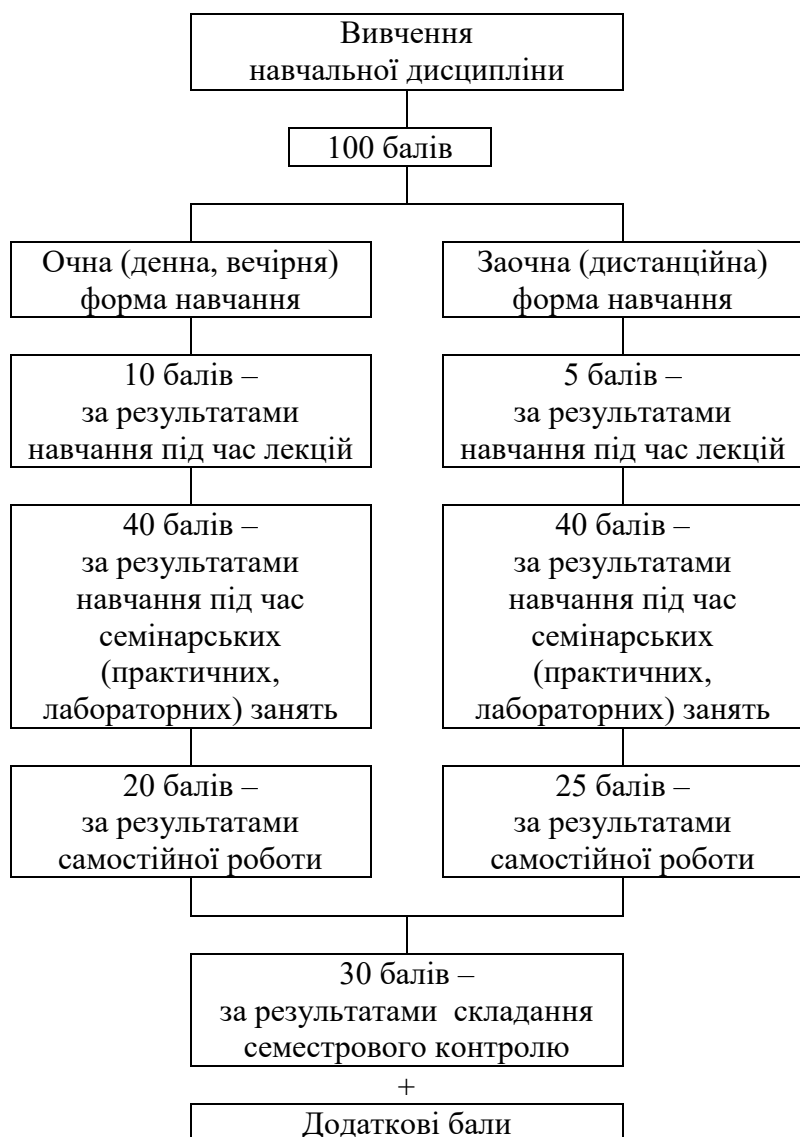 Вивчення
навчальної дисципліни
100 балів
Очна (денна, вечірня)
форма навчання
10 балів –
за результатами
навчання під час лекцій
40 балів –
за результатами
навчання під час
семінарських
(практичних,
лабораторних) занять
20 балів –
за результатами
самостійної роботи
Заочна (дистанційна)
форма навчання
5 балів –
за результатами
навчання під час лекцій
40 балів –
за результатами
навчання під час
семінарських
(практичних,
лабораторних) занять
25 балів –
за результатами
самостійної роботи
30 балів –
за результатами складання
семестрового контролю
+
Додаткові бали